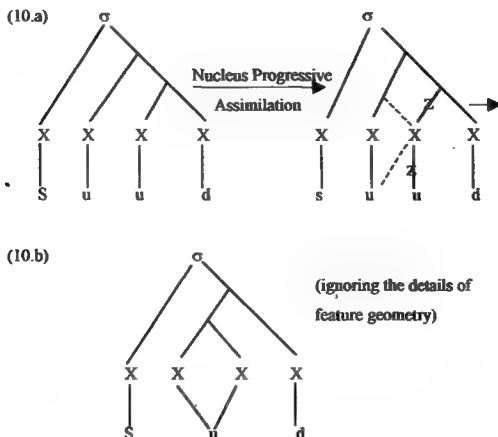 (10.a)
σ σ
Nucleus Progressive
Assimilation
Z
X X X X X X X X
Z
S u u d s u u d
(10.b)
σ
(ignoring the details of
feature geometry)
X X X X
S u d